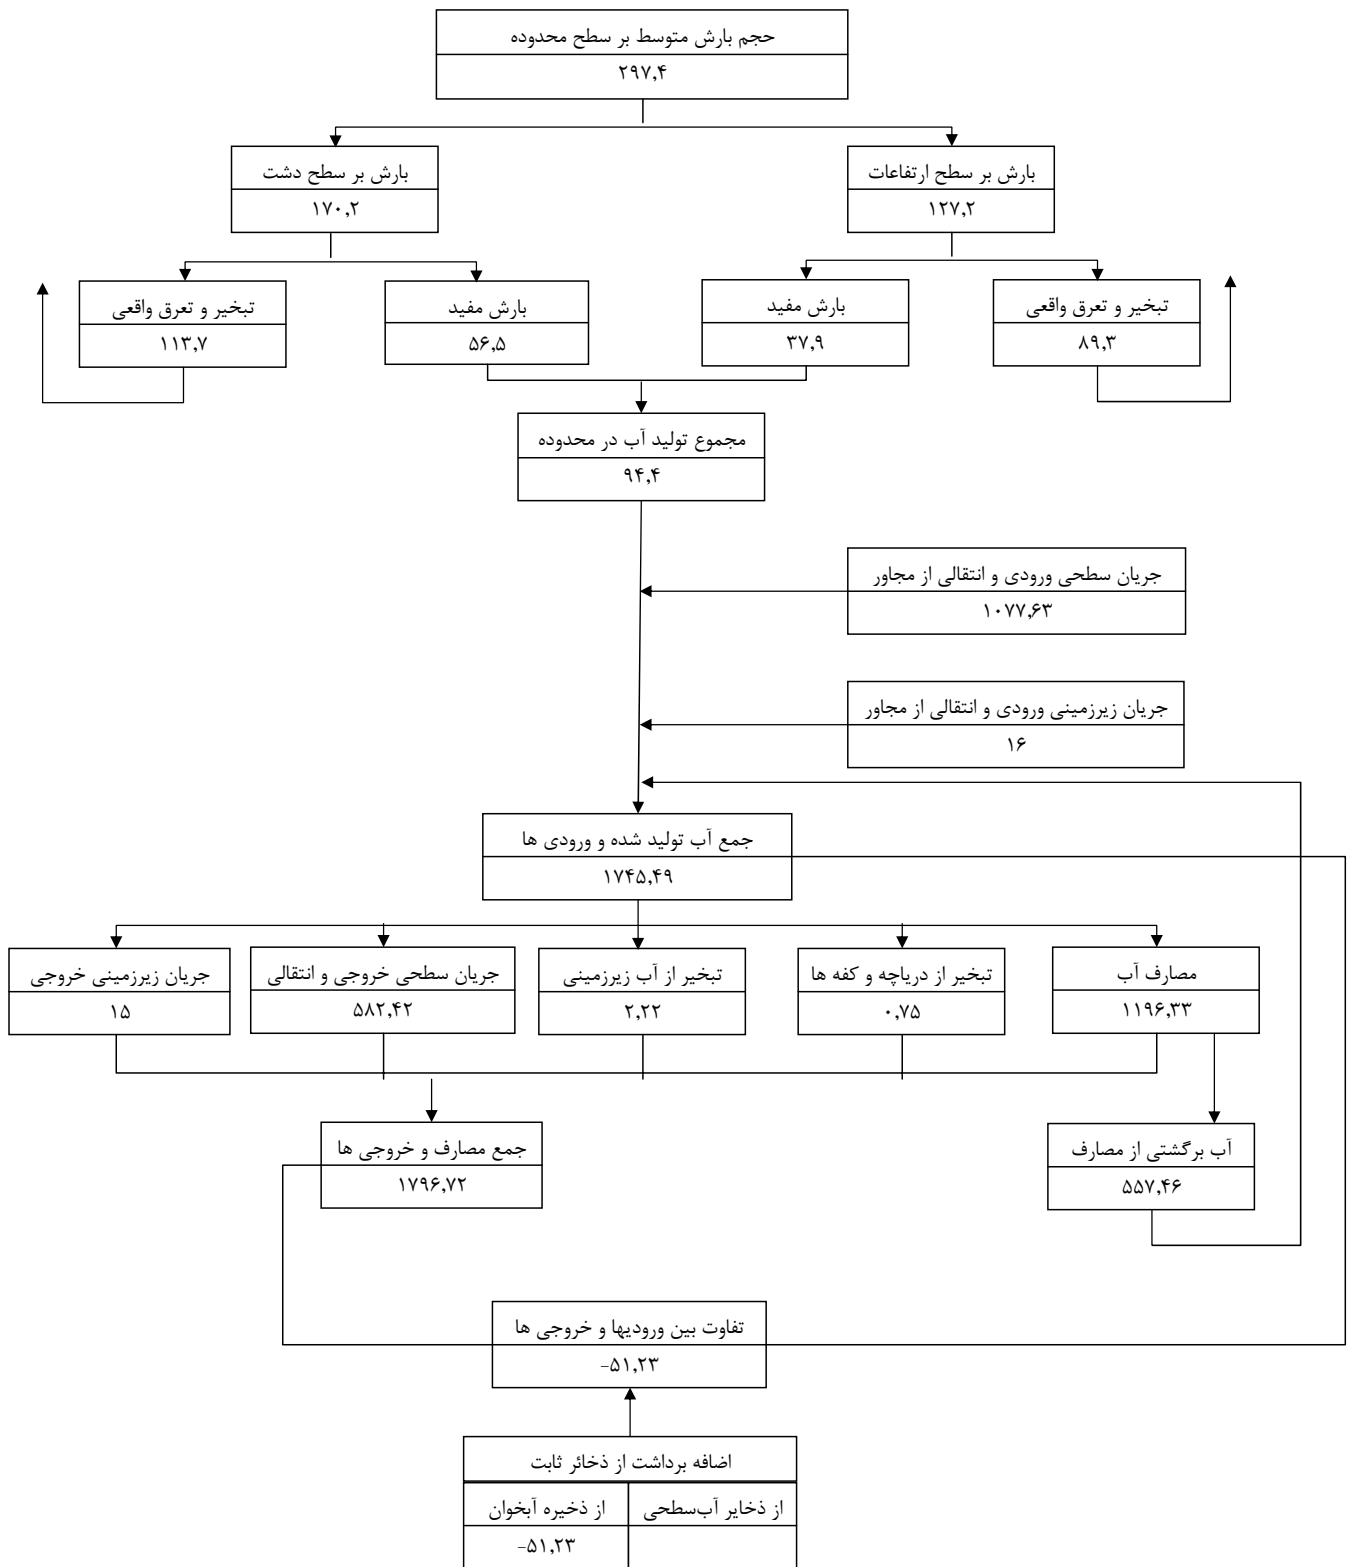 حجم بارش متوسط بر سطح محدوده
۲۹۷,۴
بارش بر سطح ارتفاعات
۱۲۷,۲
بارش بر سطح دشت
۱۷۰,۲
تبخیر و تعرق واقعی
۸۹,۳
بارش مفید
۳۷,۹
بارش مفید
۵۶,۵
تبخیر و تعرق واقعی
۱۱۳,۷
مجموع تولید آب در محدوده
۹۴,۴
جریان سطحی ورودی و انتقالی از مجاور
۱۰۷۷,۶۳
جریان زیرزمینی ورودی و انتقالی از مجاور
۱۶
جمع آب تولید شده و ورودی ها
۱۷۴۵,۴۹
مصارف آب
۱۱۹۶,۳۳
تبخیر از دریاچه و کفه ها
۰,۷۵
تبخیر از آب زیرزمینی
۲,۲۲
جریان سطحی خروجی و انتقالی
۵۸۲,۴۲
جریان زیرزمینی خروجی
۱۵
آب برگشتی از مصارف
۵۵۷,۴۶
جمع مصارف و خروجی ها
۱۷۹۶,۷۲
تفاوت بین ورودیها و خروجی ها
-۵۱,۲۳
اضافه برداشت از ذخائر ثابت
از ذخایر آب‌سطحی
از ذخیره آبخوان
-۵۱,۲۳